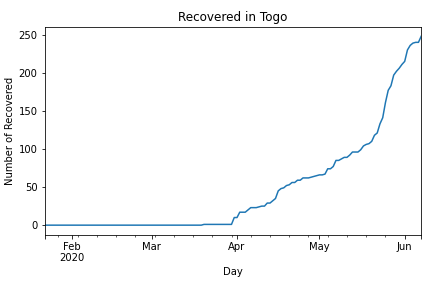 Recovered in Togo
Number of Recovered
250
200
150
100
50
0
Feb
2020
Mar
Apr
May
Jun
Day